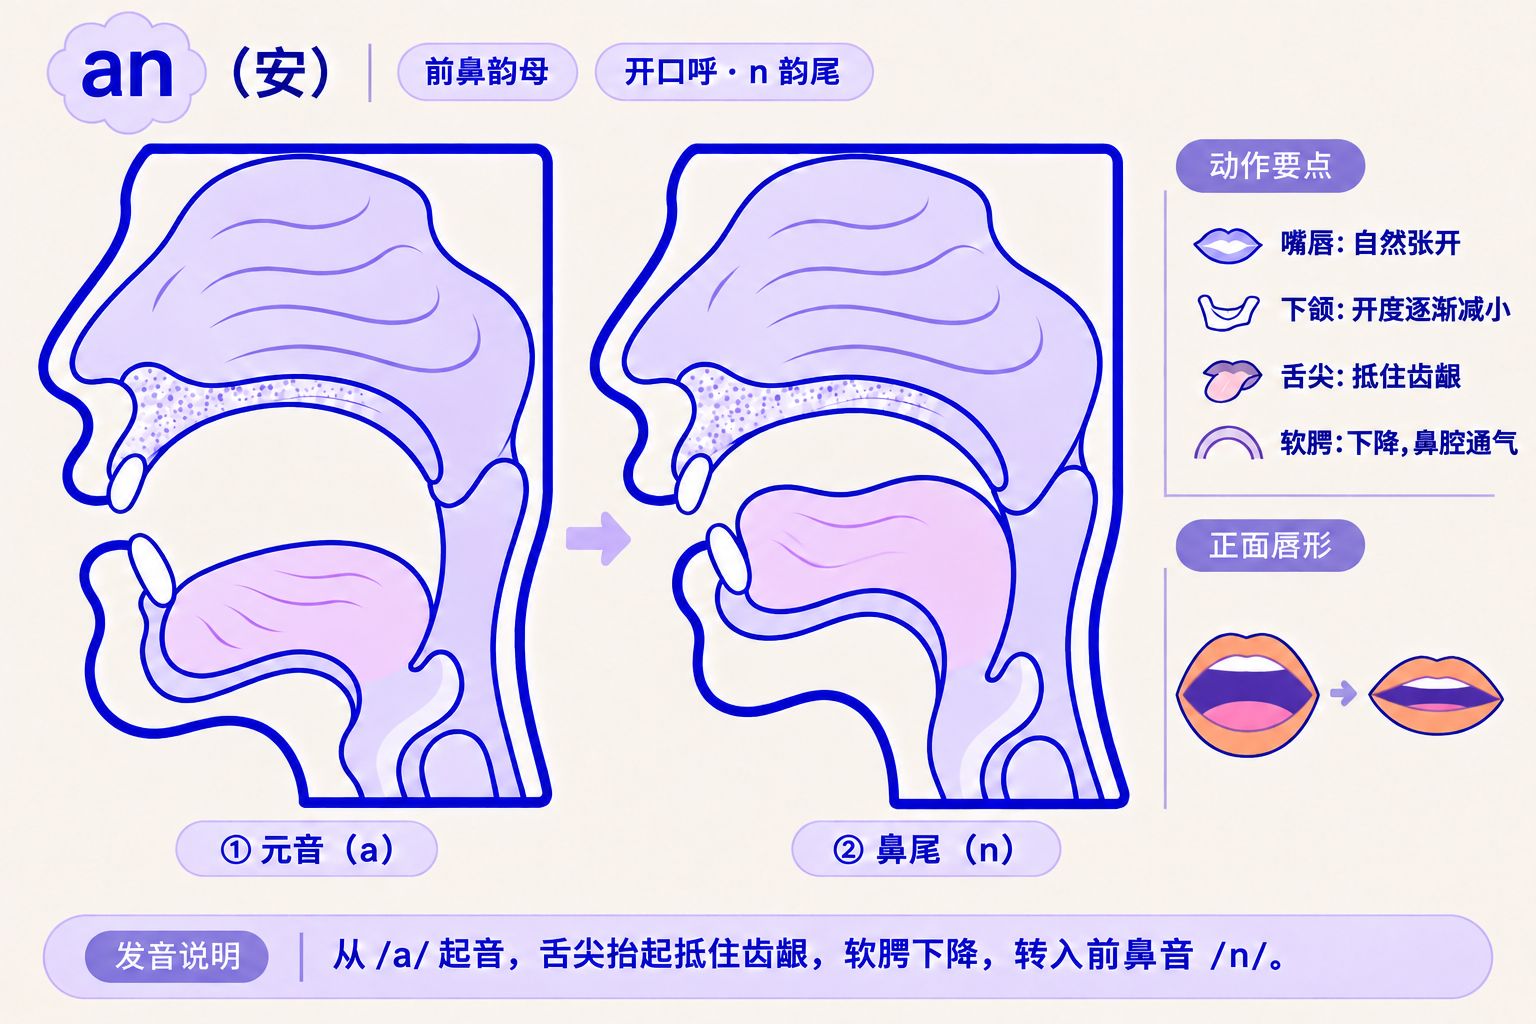 an（安） 前鼻韵母 开口呼·n 韵尾
动作要点
嘴唇：自然张开
下颌：开度逐渐减小
舌尖：抵住齿龈
软腭：下降，鼻腔通气
正面唇形
① 元音（a）
② 鼻尾（n）
发音说明 从 /a/ 起音，舌尖抬起抵住齿龈，软腭下降，转入前鼻音 /n/。